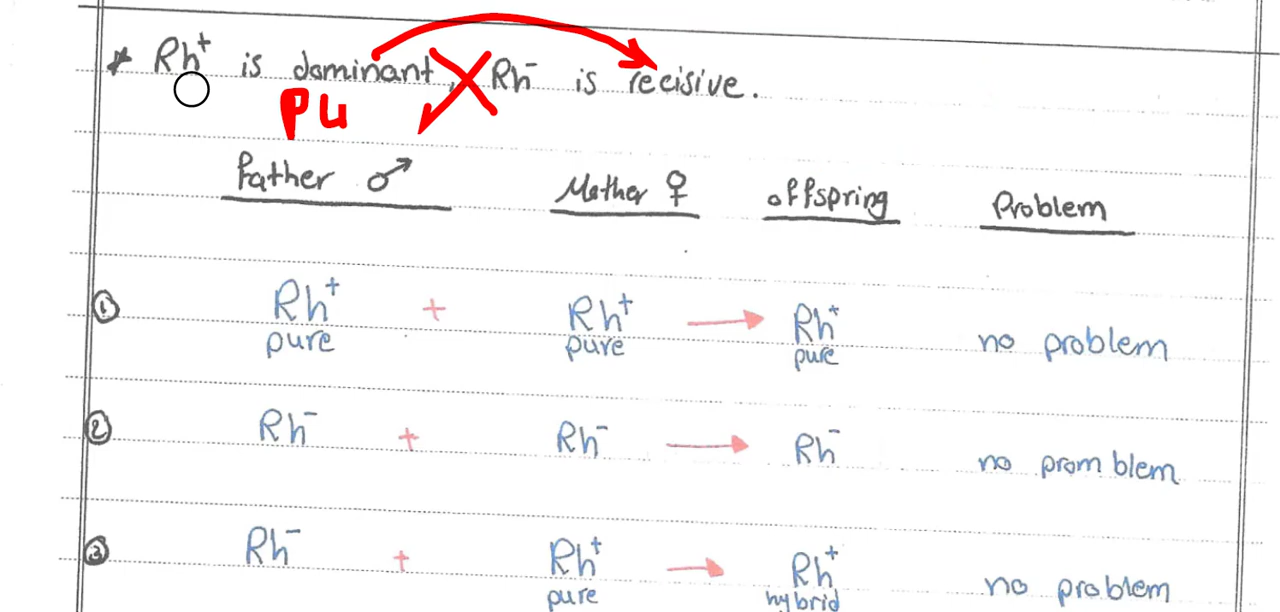 * Rh+ is dominant, Rh- is recisive.
Pu
Father ♂ Mother ♀ offspring Problem
① Rh+ + Rh+ → Rh+ no problem
pure pure pure
② Rh- + Rh- → Rh- no promblem
③ Rh- + Rh+ → Rh+ no problem
pure hybrid